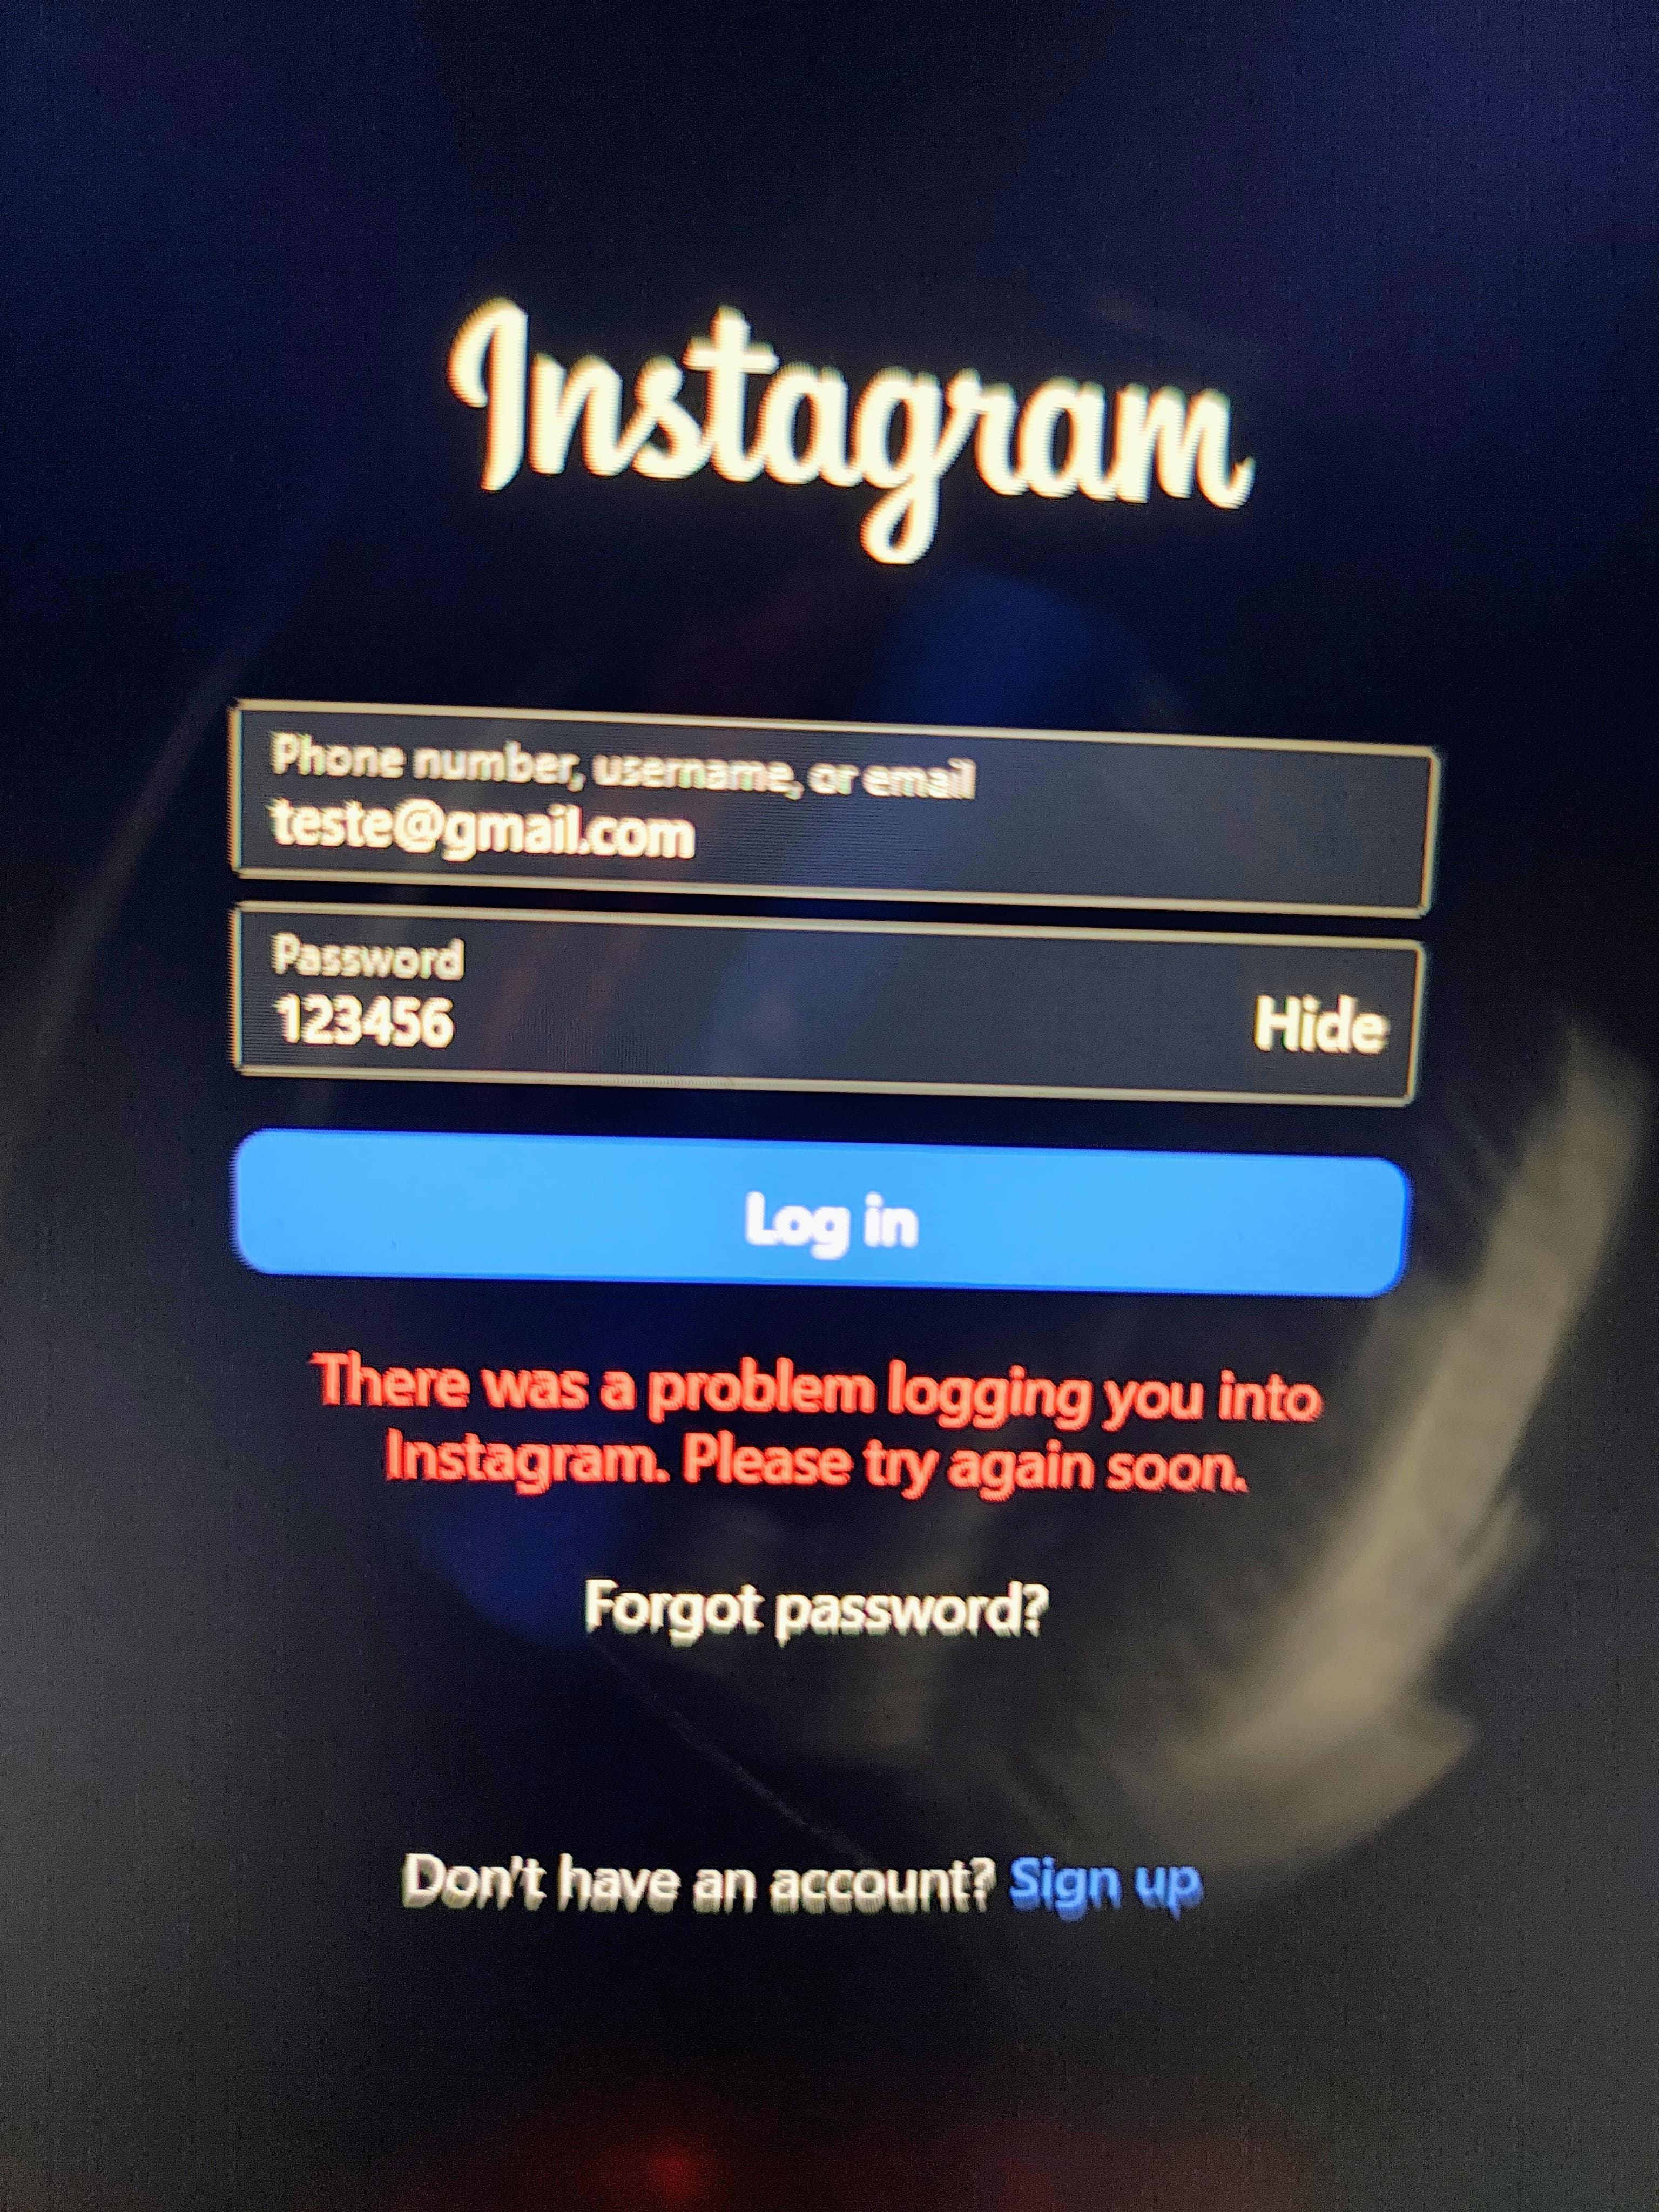 Instagram
Phone number, username, or email
teste@gmail.com
Password
123456
Hide
Log in
There was a problem logging you into
Instagram. Please try again soon.
Forgot password?
Don't have an account? Sign up